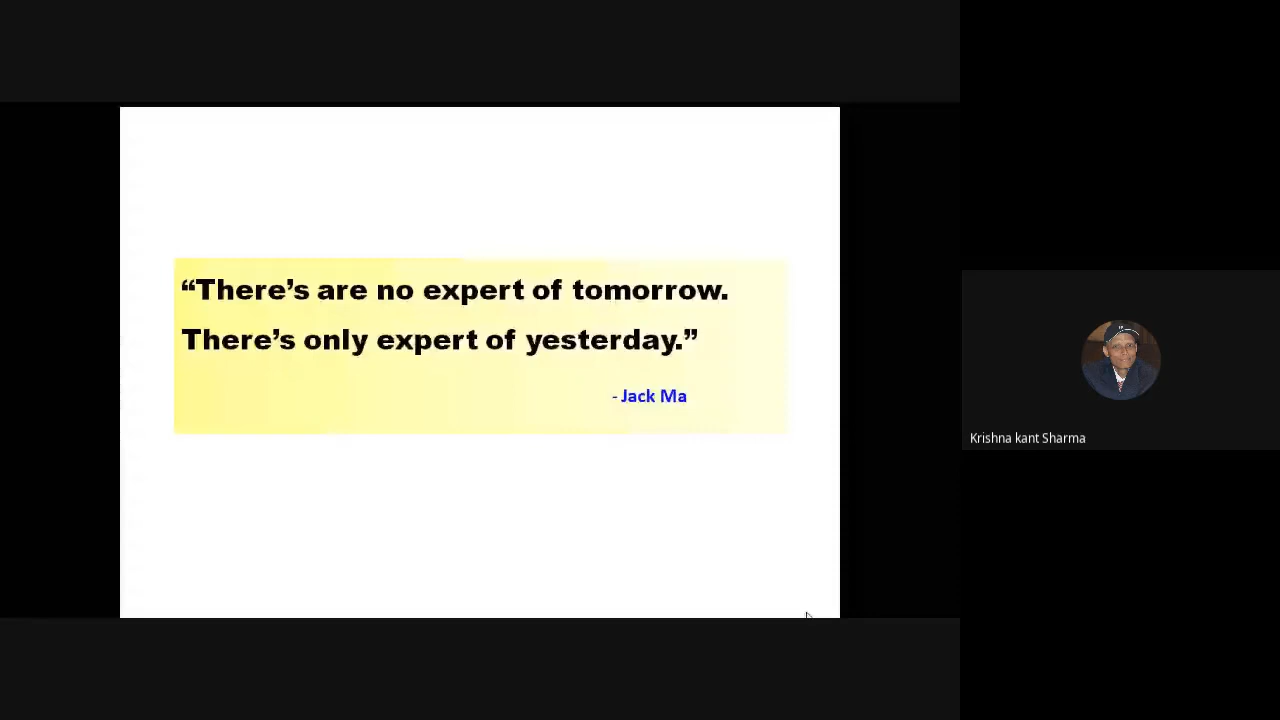 “There’s are no expert of tomorrow.
There’s only expert of yesterday.”
- Jack Ma
Krishna kant Sharma